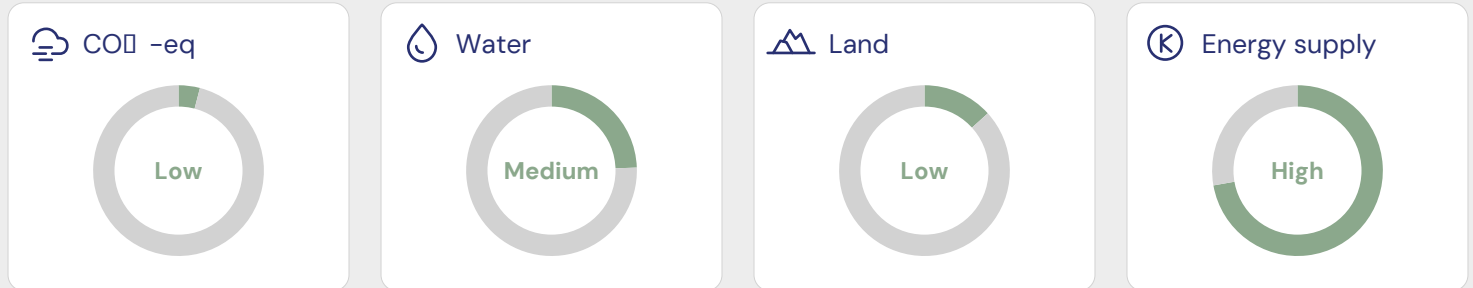 CO▯ -eq
Water
Land
Energy supply
Low
Medium
Low
High